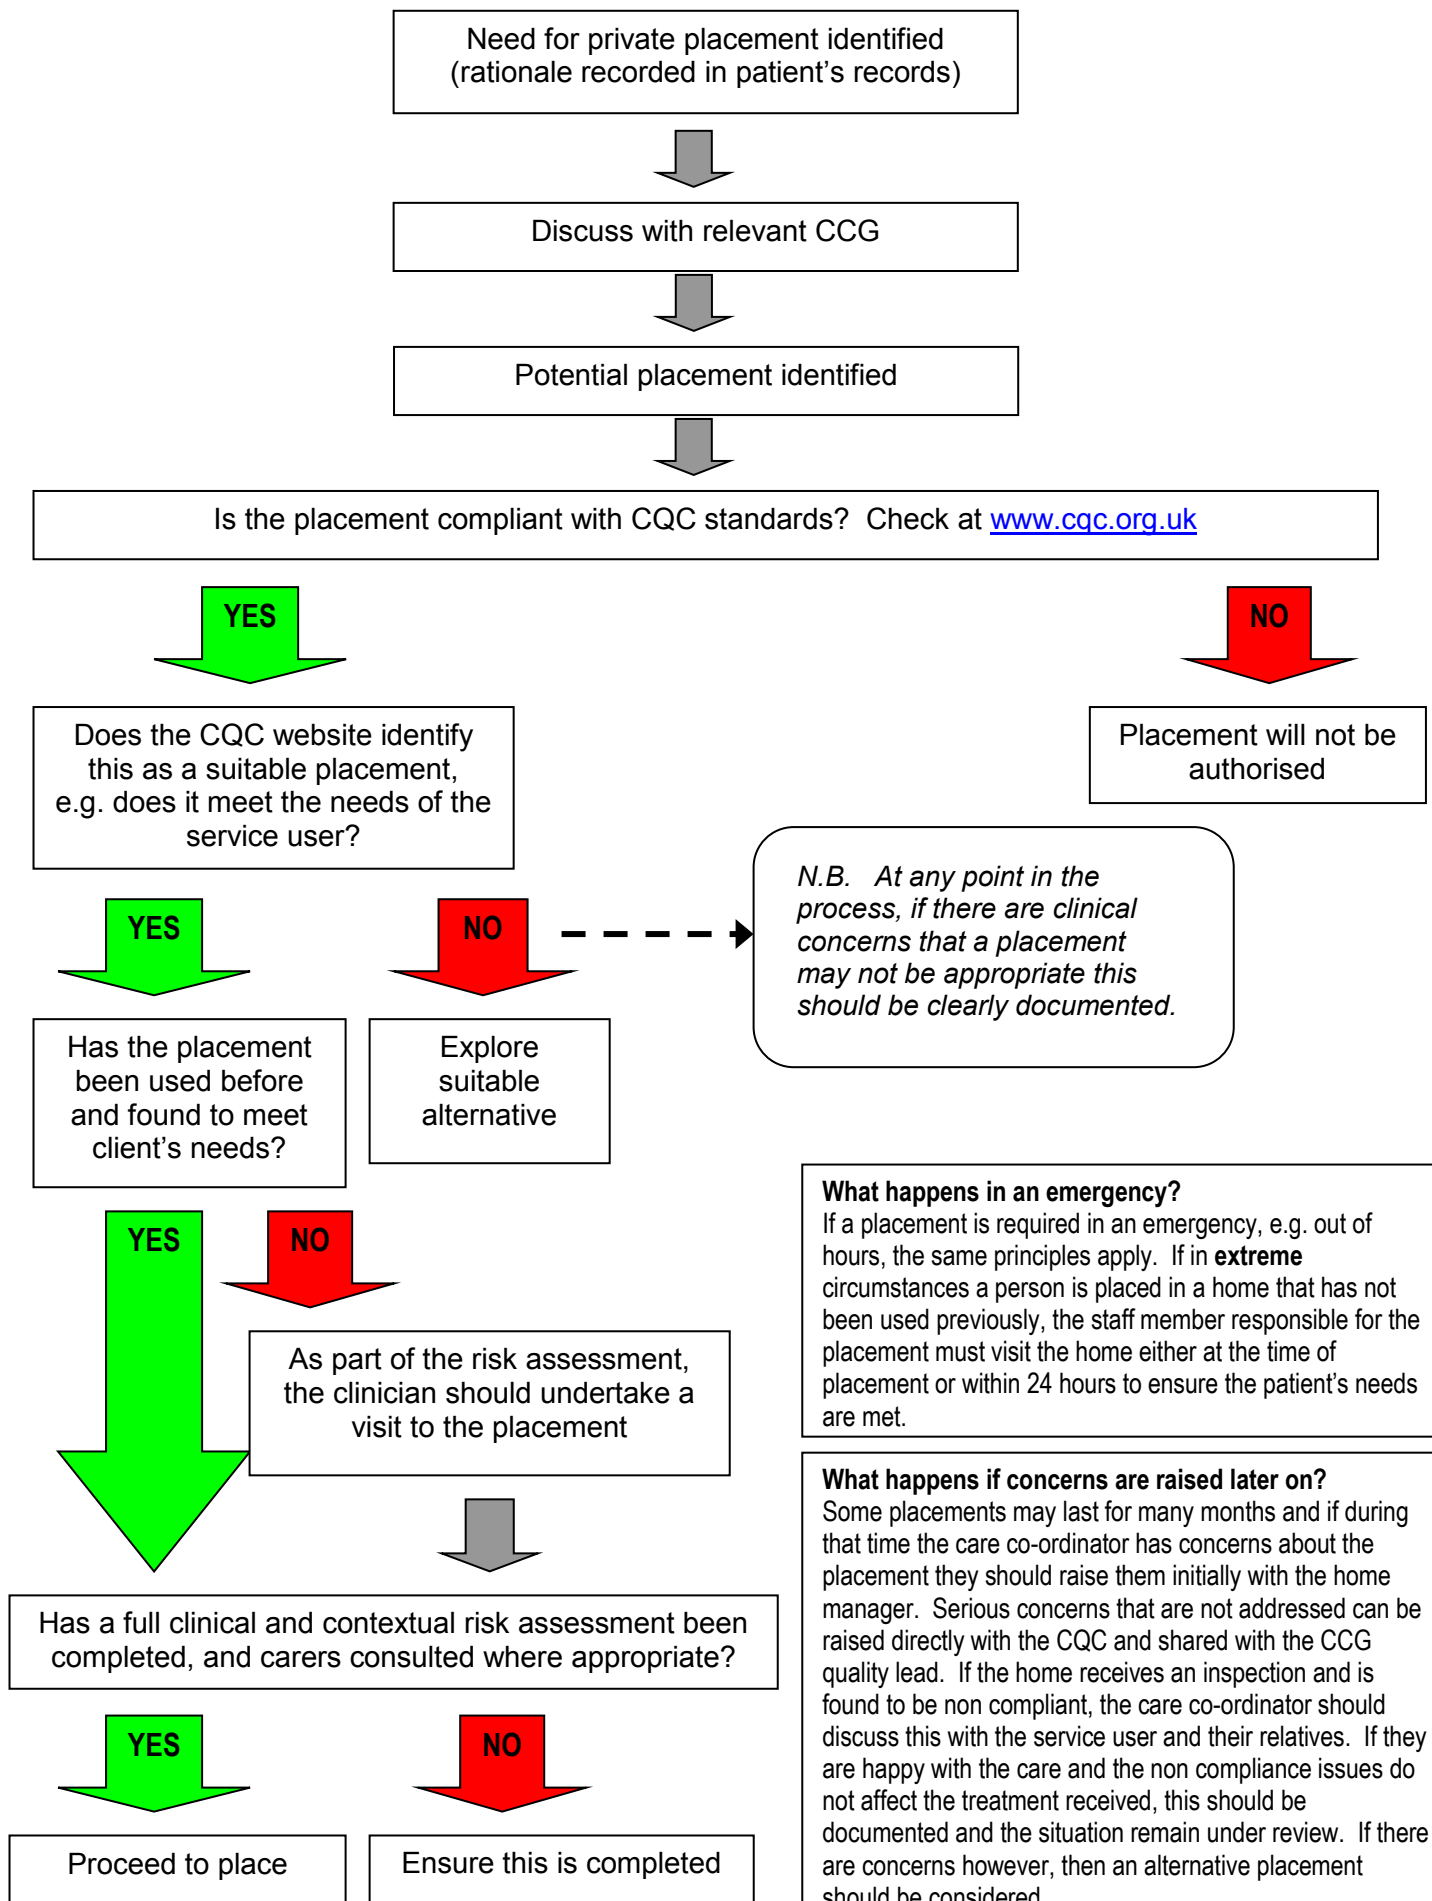 Need for private placement identified
(rationale recorded in patient's records)
Discuss with relevant CCG
Potential placement identified
Is the placement compliant with CQC standards?  Check at www.cqc.org.uk
YES
NO
Does the CQC website identify
this as a suitable placement,
e.g. does it meet the needs of the
service user?
Placement will not be
authorised
YES
NO
N.B.   At any point in the
process, if there are clinical
concerns that a placement
may not be appropriate this
should be clearly documented.
Has the placement
been used before
and found to meet
client's needs?
Explore
suitable
alternative
YES
NO
As part of the risk assessment,
the clinician should undertake a
visit to the placement
What happens in an emergency?
If a placement is required in an emergency, e.g. out of
hours, the same principles apply.  If in extreme
circumstances a person is placed in a home that has not
been used previously, the staff member responsible for the
placement must visit the home either at the time of
placement or within 24 hours to ensure the patient's needs
are met.
Has a full clinical and contextual risk assessment been
completed, and carers consulted where appropriate?
YES
NO
Proceed to place
Ensure this is completed
What happens if concerns are raised later on?
Some placements may last for many months and if during
that time the care co-ordinator has concerns about the
placement they should raise them initially with the home
manager.  Serious concerns that are not addressed can be
raised directly with the CQC and shared with the CCG
quality lead.  If the home receives an inspection and is
found to be non compliant, the care co-ordinator should
discuss this with the service user and their relatives.  If they
are happy with the care and the non compliance issues do
not affect the treatment received, this should be
documented and the situation remain under review.  If there
are concerns however, then an alternative placement
should be considered